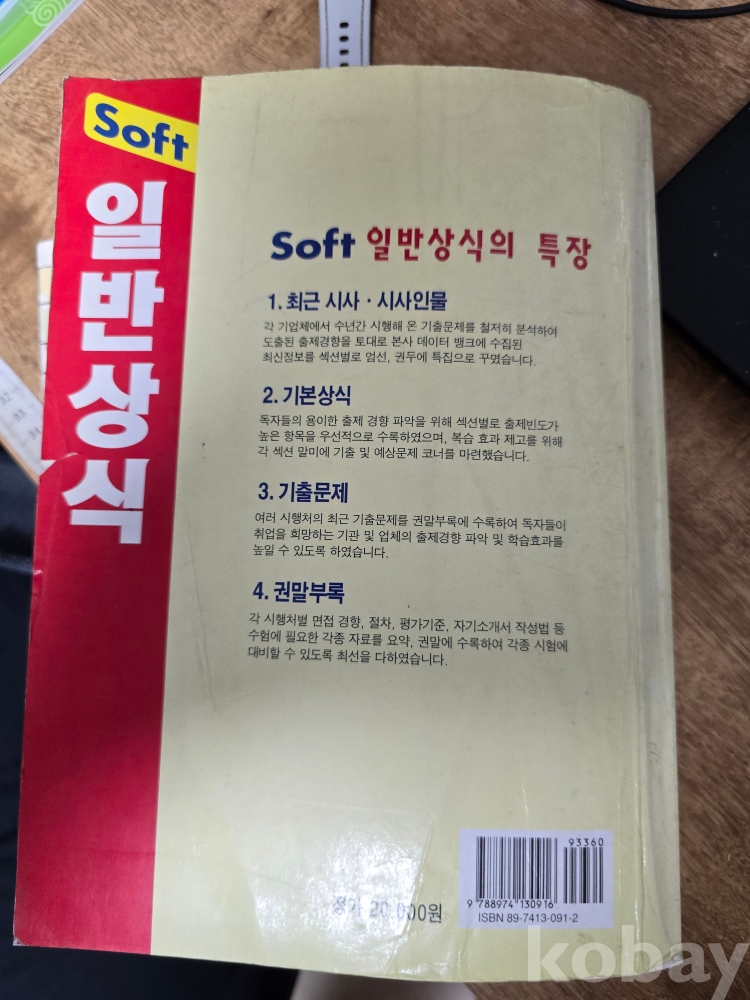 Soft
일반상식
Soft 일반상식의 특장
1. 최근 시사 · 시사인물
각 기업체에서 수년간 시행해 온 기출문제를 철저히 분석하여
도출된 출제경향을 토대로 본사 데이터 뱅크에 수집된
최신정보를 섹션별로 엄선, 권두에 특집으로 꾸몄습니다.
2. 기본상식
독자들의 용이한 출제 경향 파악을 위해 섹션별로 출제빈도가
높은 항목을 우선적으로 수록하였으며, 복습 효과 제고를 위해
각 섹션 말미에 기출 및 예상문제 코너를 마련했습니다.
3. 기출문제
여러 시행처의 최근 기출문제를 권말부록에 수록하여 독자들이
취업을 희망하는 기관 및 업체의 출제경향 파악 및 학습효과를
높일 수 있도록 하였습니다.
4. 권말부록
각 시행처별 면접 경향, 절차, 평가기준, 자기소개서 작성법 등
수험에 필요한 각종 자료를 요약, 권말에 수록하여 각종 시험에
대비할 수 있도록 최선을 다하였습니다.
정가 20,000원
93360
9 788974 130916
ISBN 89-7413-091-2
kobay